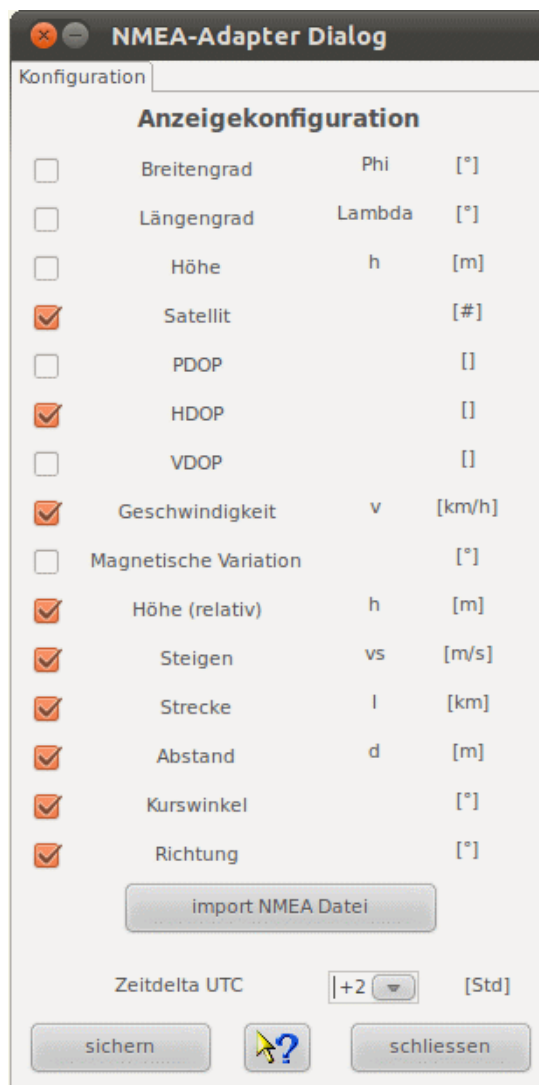 NMEA-Adapter Dialog
Konfiguration
Anzeigekonfiguration
Breitengrad Phi [°]
Längengrad Lambda [°]
Höhe h [m]
Satellit [#]
PDOP []
HDOP []
VDOP []
Geschwindigkeit v [km/h]
Magnetische Variation [°]
Höhe (relativ) h [m]
Steigen vs [m/s]
Strecke l [km]
Abstand d [m]
Kurswinkel [°]
Richtung [°]
import NMEA Datei
Zeitdelta UTC +2 [Std]
sichern ? schliessen